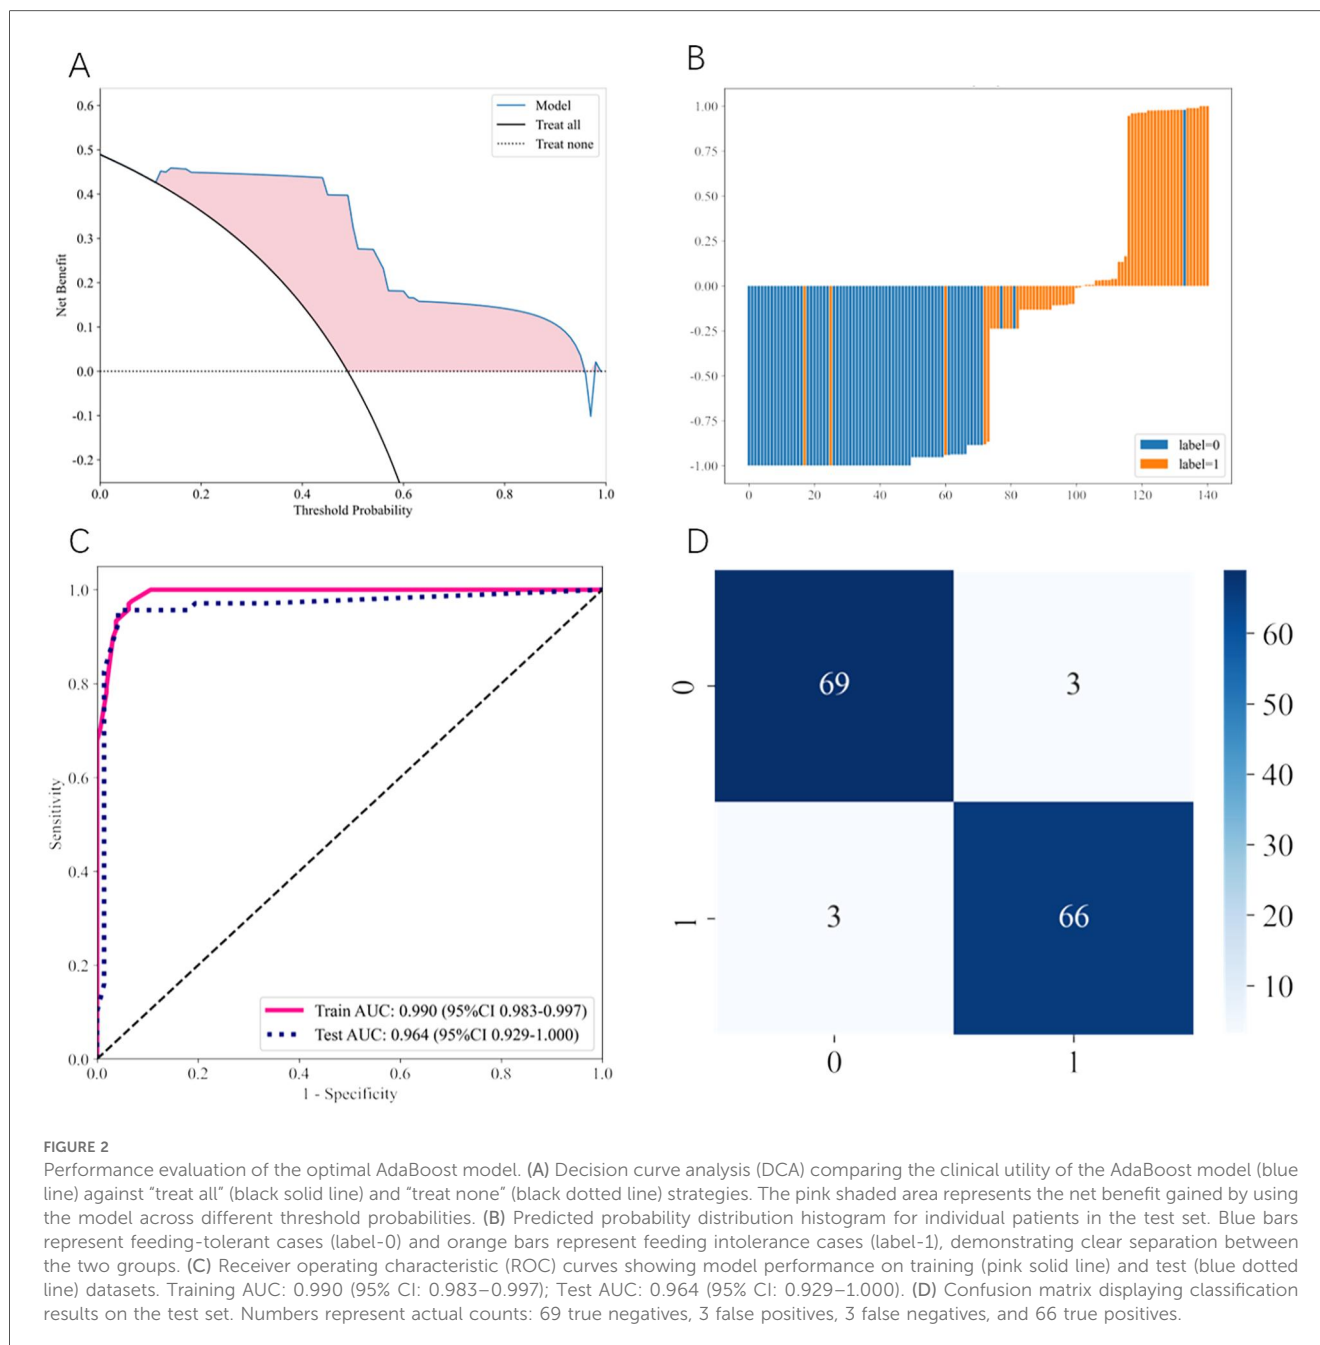 A
0.6
0.5
0.4
0.3
0.2
0.1
0.0
-0.1
-0.2
Net Benefit
0.0 0.2 0.4 0.6 0.8 1.0
Threshold Probability
Model
Treat all
Treat none
B
1.00
0.75
0.50
0.25
0.00
-0.25
-0.50
-0.75
-1.00
0 20 40 60 80 100 120 140
label=0
label=1
C
1.0
0.8
0.6
0.4
0.2
0.0
Sensitivity
0.0 0.2 0.4 0.6 0.8 1.0
1 - Specificity
Train AUC: 0.990 (95%CI 0.983-0.997)
Test AUC: 0.964 (95%CI 0.929-1.000)
D
0
69 3
1
3 66
0 1
60
50
40
30
20
10
FIGURE 2
Performance evaluation of the optimal AdaBoost model. (A) Decision curve analysis (DCA) comparing the clinical utility of the AdaBoost model (blue
line) against “treat all” (black solid line) and “treat none” (black dotted line) strategies. The pink shaded area represents the net benefit gained by using
the model across different threshold probabilities. (B) Predicted probability distribution histogram for individual patients in the test set. Blue bars
represent feeding-tolerant cases (label-0) and orange bars represent feeding intolerance cases (label-1), demonstrating clear separation between
the two groups. (C) Receiver operating characteristic (ROC) curves showing model performance on training (pink solid line) and test (blue dotted
line) datasets. Training AUC: 0.990 (95% CI: 0.983–0.997); Test AUC: 0.964 (95% CI: 0.929–1.000). (D) Confusion matrix displaying classification
results on the test set. Numbers represent actual counts: 69 true negatives, 3 false positives, 3 false negatives, and 66 true positives.